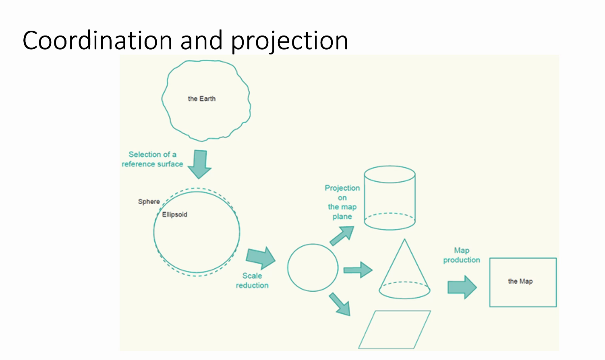 Coordination and projection
the Earth
Selection of a
reference surface
Sphere
Ellipsoid
Scale
reduction
Projection
on
the map
plane
Map
production
the Map